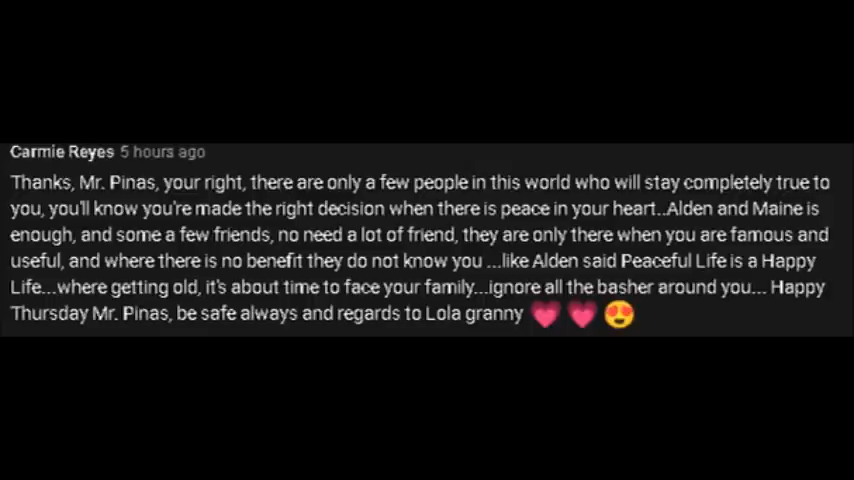 Carmie Reyes 5 hours ago
Thanks, Mr. Pinas, your right, there are only a few people in this world who will stay completely true to
you, you'll know you're made the right decision when there is peace in your heart..Alden and Maine is
enough, and some a few friends, no need a lot of friend, they are only there when you are famous and
useful, and where there is no benefit they do not know you ...like Alden said Peaceful Life is a Happy
Life...where getting old, it's about time to face your family...ignore all the basher around you... Happy
Thursday Mr. Pinas, be safe always and regards to Lola granny 💗💗😍